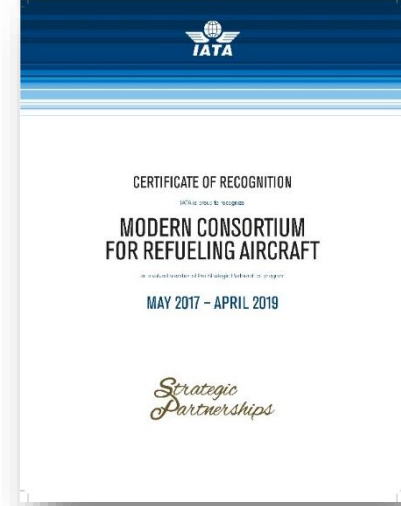 IATA
CERTIFICATE OF RECOGNITION
IATA is proud to recognize
MODERN CONSORTIUM
FOR REFUELING AIRCRAFT
MAY 2017 – APRIL 2019
Strategic
Partnerships